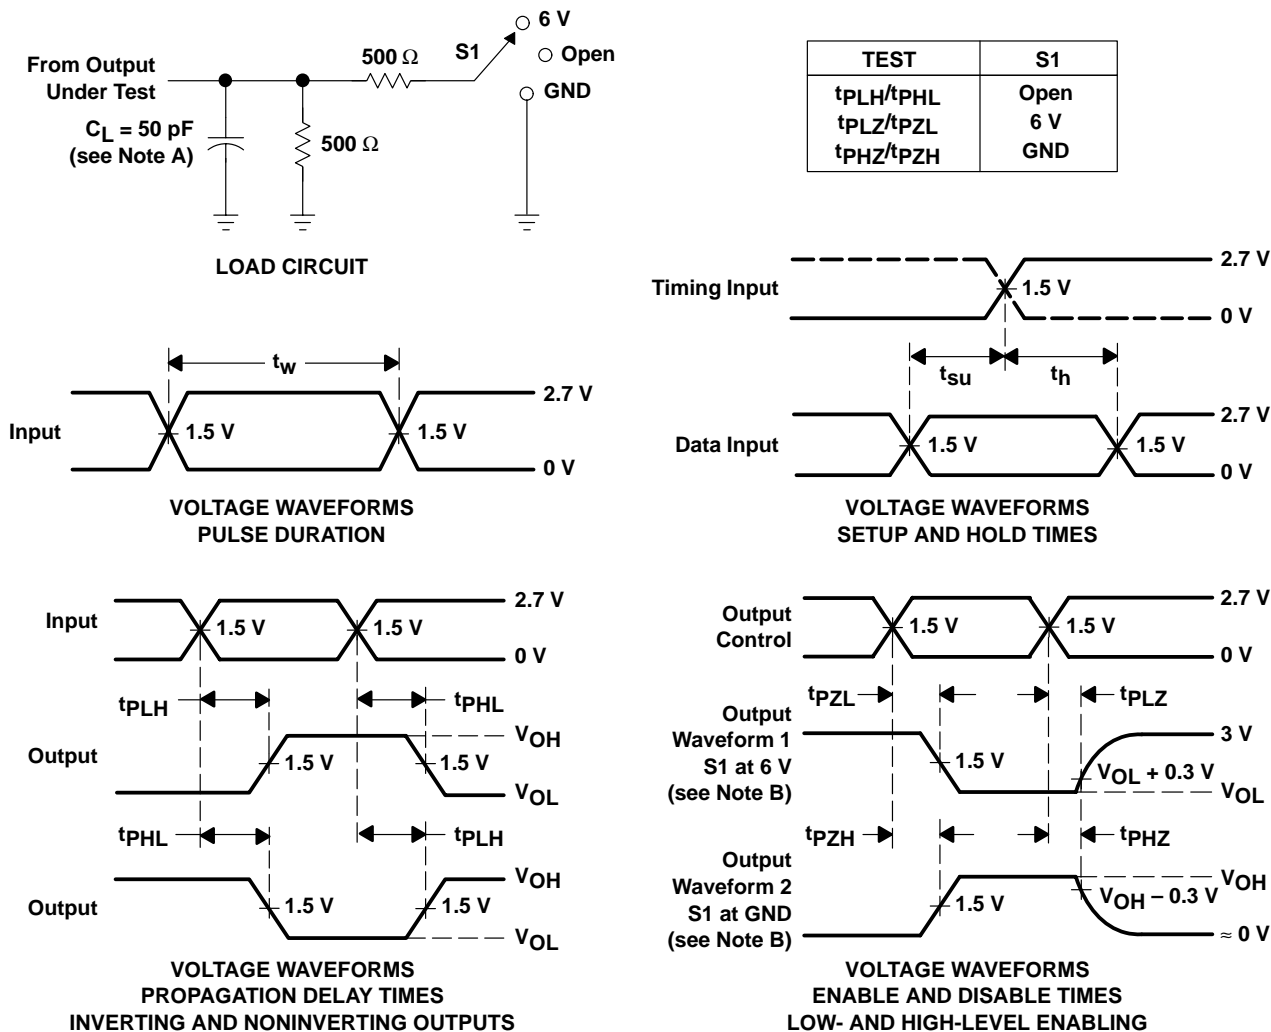 6 V
S1
Open
500 Ω
From Output
Under Test
GND
CL = 50 pF
(see Note A)
500 Ω
LOAD CIRCUIT
TEST S1
tPLH/tPHL Open
tPLZ/tPZL 6 V
tPHZ/tPZH GND
Timing Input
2.7 V
1.5 V
0 V
tsu th
Data Input
2.7 V
1.5 V 1.5 V
0 V
VOLTAGE WAVEFORMS
SETUP AND HOLD TIMES
tw
2.7 V
Input
1.5 V 1.5 V
0 V
VOLTAGE WAVEFORMS
PULSE DURATION
Input
2.7 V
1.5 V 1.5 V
0 V
tPLH tPHL
VOH
Output
1.5 V 1.5 V
VOL
tPHL tPLH
VOH
Output
1.5 V 1.5 V
VOL
VOLTAGE WAVEFORMS
PROPAGATION DELAY TIMES
INVERTING AND NONINVERTING OUTPUTS
Output
Control
2.7 V
1.5 V 1.5 V
0 V
tPZL tPLZ
Output
Waveform 1
S1 at 6 V
(see Note B)
3 V
1.5 V
VOL + 0.3 V
VOL
tPZH tPHZ
Output
Waveform 2
S1 at GND
(see Note B)
VOH
1.5 V
VOH – 0.3 V
≈ 0 V
VOLTAGE WAVEFORMS
ENABLE AND DISABLE TIMES
LOW- AND HIGH-LEVEL ENABLING